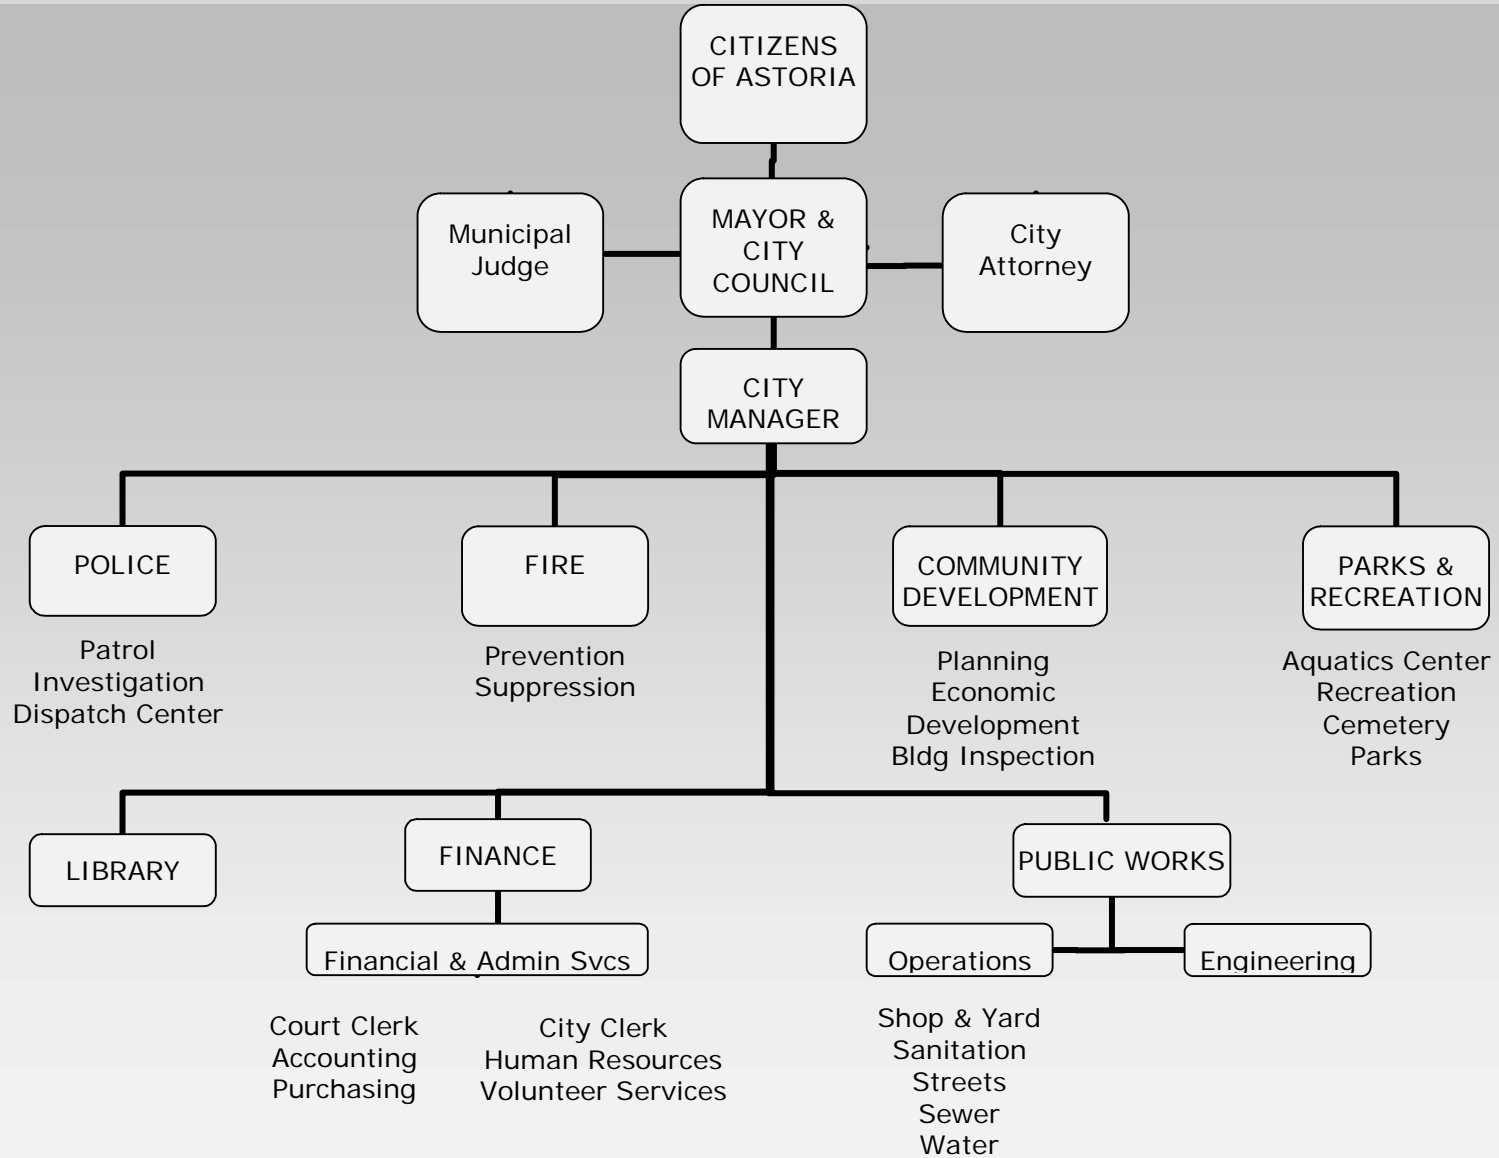 CITIZENS
OF ASTORIA
Municipal
Judge
MAYOR &
CITY
COUNCIL
City
Attorney
CITY
MANAGER
POLICE
Patrol
Investigation
Dispatch Center
FIRE
Prevention
Suppression
COMMUNITY
DEVELOPMENT
Planning
Economic
Development
Bldg Inspection
PARKS &
RECREATION
Aquatics Center
Recreation
Cemetery
Parks
LIBRARY
FINANCE
Financial & Admin Svcs
Court Clerk
Accounting
Purchasing
City Clerk
Human Resources
Volunteer Services
PUBLIC WORKS
Operations
Shop & Yard
Sanitation
Streets
Sewer
Water
Engineering